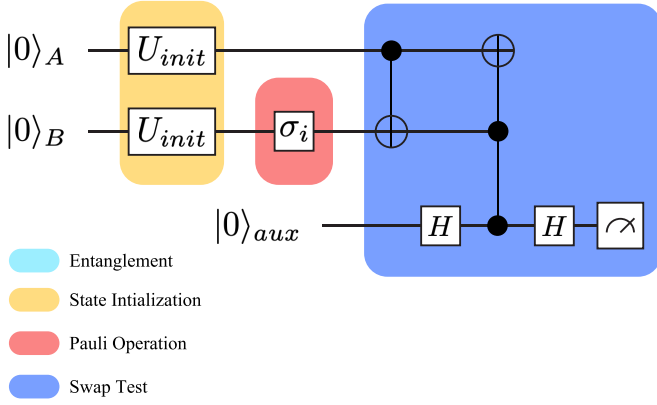 |0⟩_A U_init
|0⟩_B U_init σ_i
|0⟩_aux H H
Entanglement
State Intialization
Pauli Operation
Swap Test